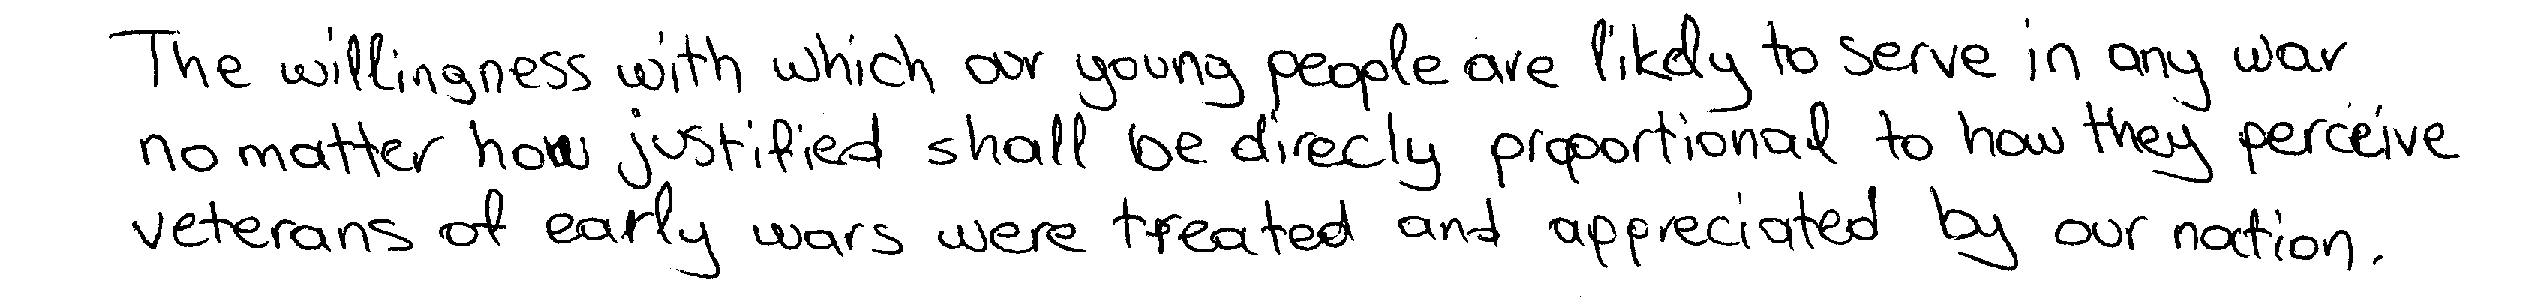 The willingness with which our young people are likely to serve in any war
no matter how justified shall be direcly proportional to how they perceive
veterans of early wars were treated and appreciated by our nation.